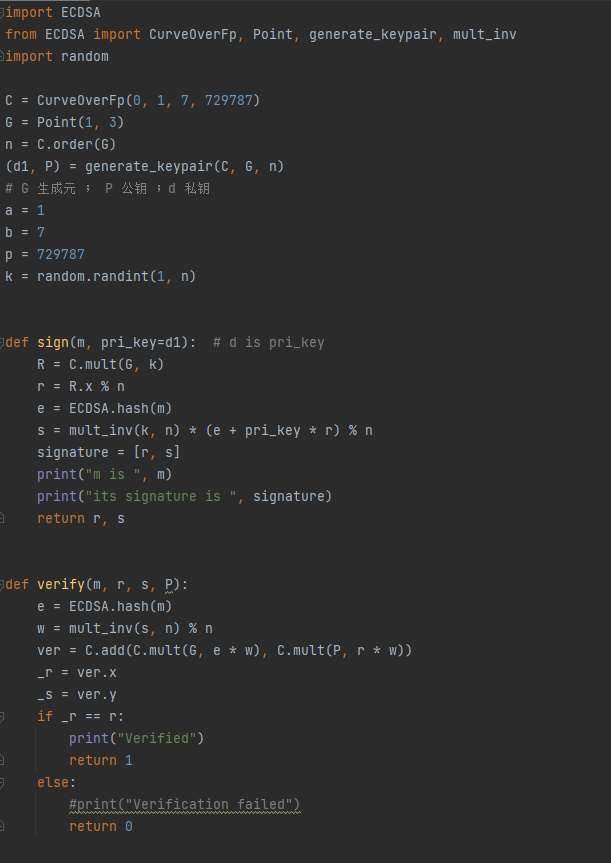 import ECDSA
from ECDSA import CurveOverFp, Point, generate_keypair, mult_inv
import random
C = CurveOverFp(0, 1, 7, 729787)
G = Point(1, 3)
n = C.order(G)
(d1, P) = generate_keypair(C, G, n)
# G 生成元 ; P 公钥 ;d 私钥
a = 1
b = 7
p = 729787
k = random.randint(1, n)
def sign(m, pri_key=d1):  # d is pri_key
    R = C.mult(G, k)
    r = R.x % n
    e = ECDSA.hash(m)
    s = mult_inv(k, n) * (e + pri_key * r) % n
    signature = [r, s]
    print("m is ", m)
    print("its signature is ", signature)
    return r, s
def verify(m, r, s, P):
    e = ECDSA.hash(m)
    w = mult_inv(s, n) % n
    ver = C.add(C.mult(G, e * w), C.mult(P, r * w))
    _r = ver.x
    _s = ver.y
    if _r == r:
        print("Verified")
        return 1
    else:
        #print("Verification failed")
        return 0